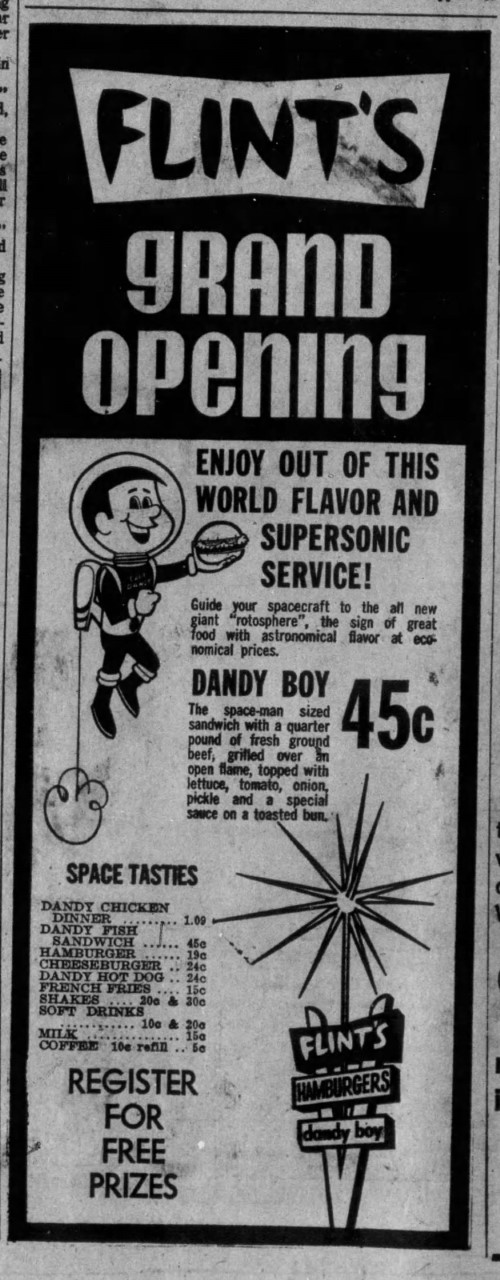 FLINT'S
GRAND
OPENING
ENJOY OUT OF THIS
WORLD FLAVOR AND
SUPERSONIC
SERVICE!
Guide your spacecraft to the all new
giant "rotosphere", the sign of great
food with astronomical flavor at eco-
nomical prices.
DANDY BOY
45c
The space-man sized
sandwich with a quarter
pound of fresh ground
beef, grilled over an
open flame, topped with
lettuce, tomato, onion,
pickle and a special
sauce on a toasted bun.
SPACE TASTIES
DANDY CHICKEN
DINNER ......... 1.09
DANDY FISH
SANDWICH ...... 45c
HAMBURGER ...... 19c
CHEESEBURGER .. 24c
DANDY HOT DOG .. 24c
FRENCH FRIES .... 15c
SHAKES .... 20c & 30c
SOFT DRINKS
............ 10c & 20c
MILK .............. 15c
COFFEE 10c refill .. 5c
FLINT'S
HAMBURGERS
dandy boy
REGISTER
FOR
FREE
PRIZES